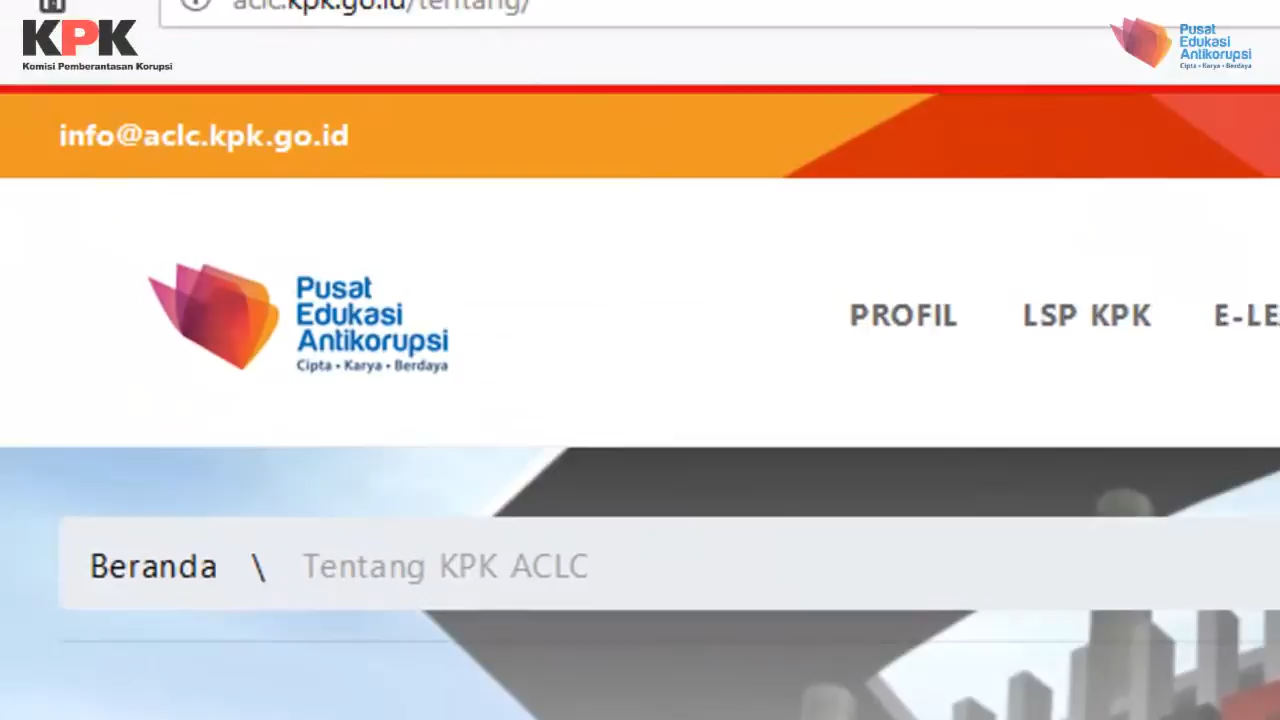 aclc.kpk.go.id/tentang/
KPK
Komisi Pemberantasan Korupsi
Pusat
Edukasi
Antikorupsi
Cipta • Karya • Berdaya
info@aclc.kpk.go.id
Pusat
Edukasi
Antikorupsi
Cipta • Karya • Berdaya
PROFIL LSP KPK E-LE
Beranda \ Tentang KPK ACLC